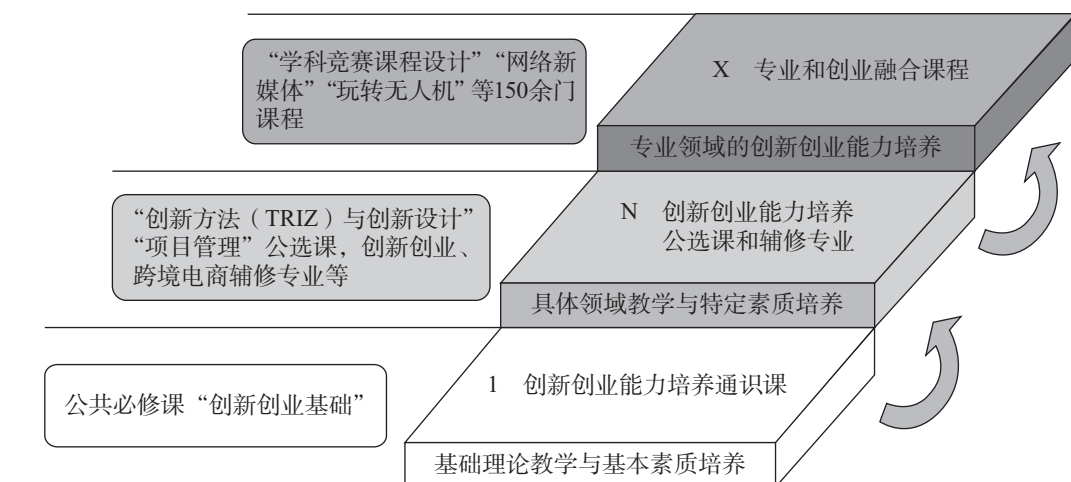 “学科竞赛课程设计”“网络新
媒体”“玩转无人机”等150余门
课程
X 专业和创业融合课程
专业领域的创新创业能力培养
“创新方法（TRIZ）与创新设计”
“项目管理”公选课，创新创业、
跨境电商辅修专业等
N 创新创业能力培养
公选课和辅修专业
具体领域教学与特定素质培养
公共必修课“创新创业基础”
1 创新创业能力培养通识课
基础理论教学与基本素质培养